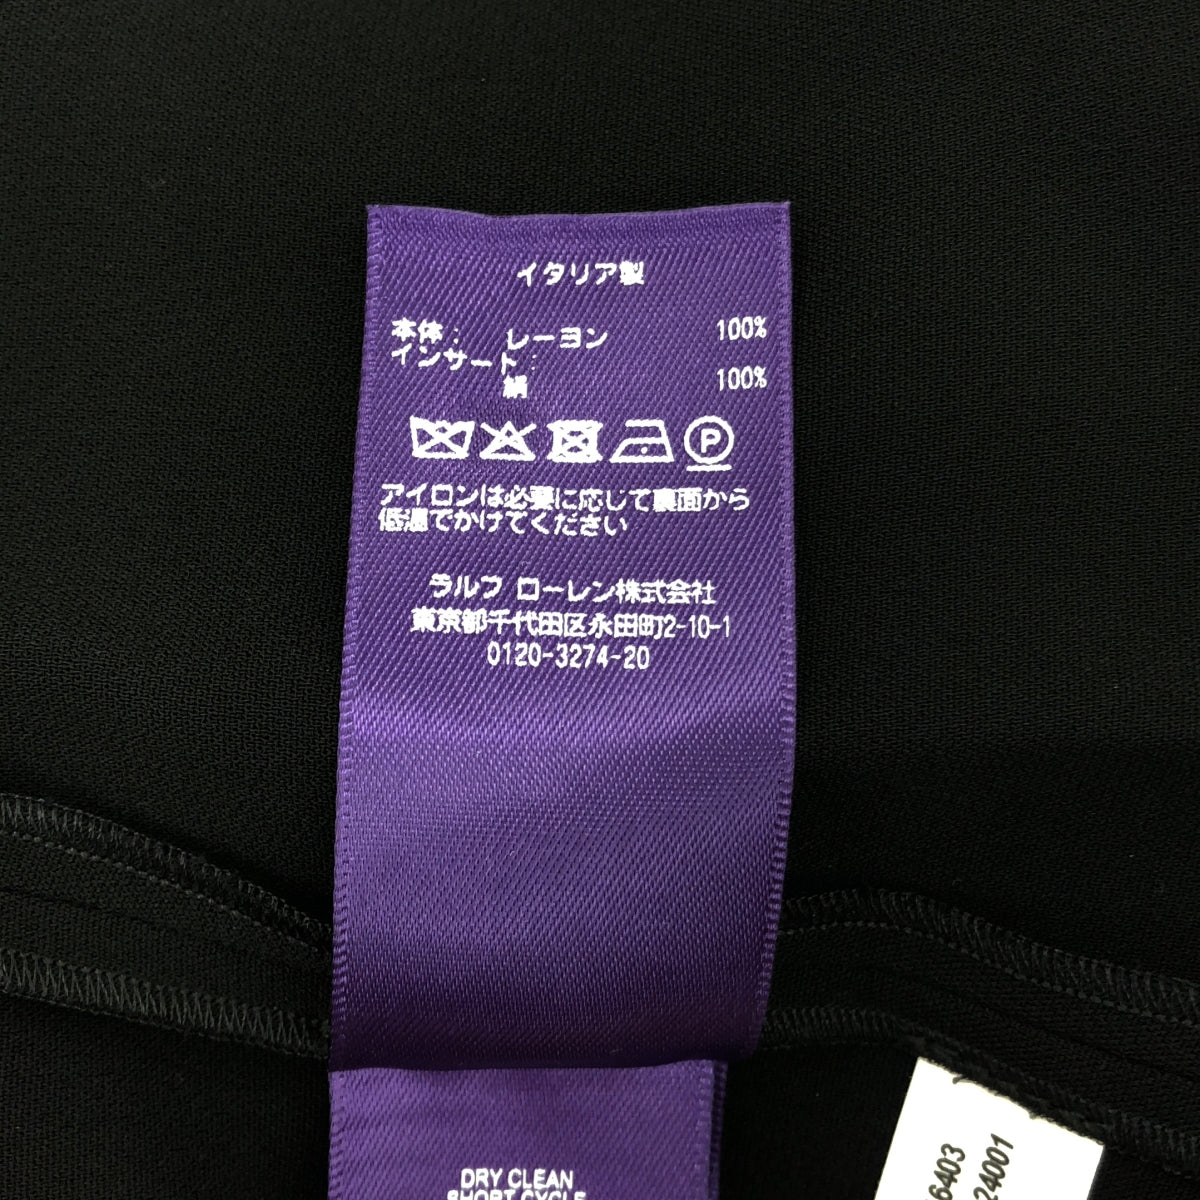 イタリア製
本体: レーヨン 100%
インサート:
絹 100%
P
アイロンは必要に応じて裏面から
低温でかけてください
ラルフ ローレン株式会社
東京都千代田区永田町2-10-1
0120-3274-20
DRY CLEAN
SHORT CYCLE
6403
24001